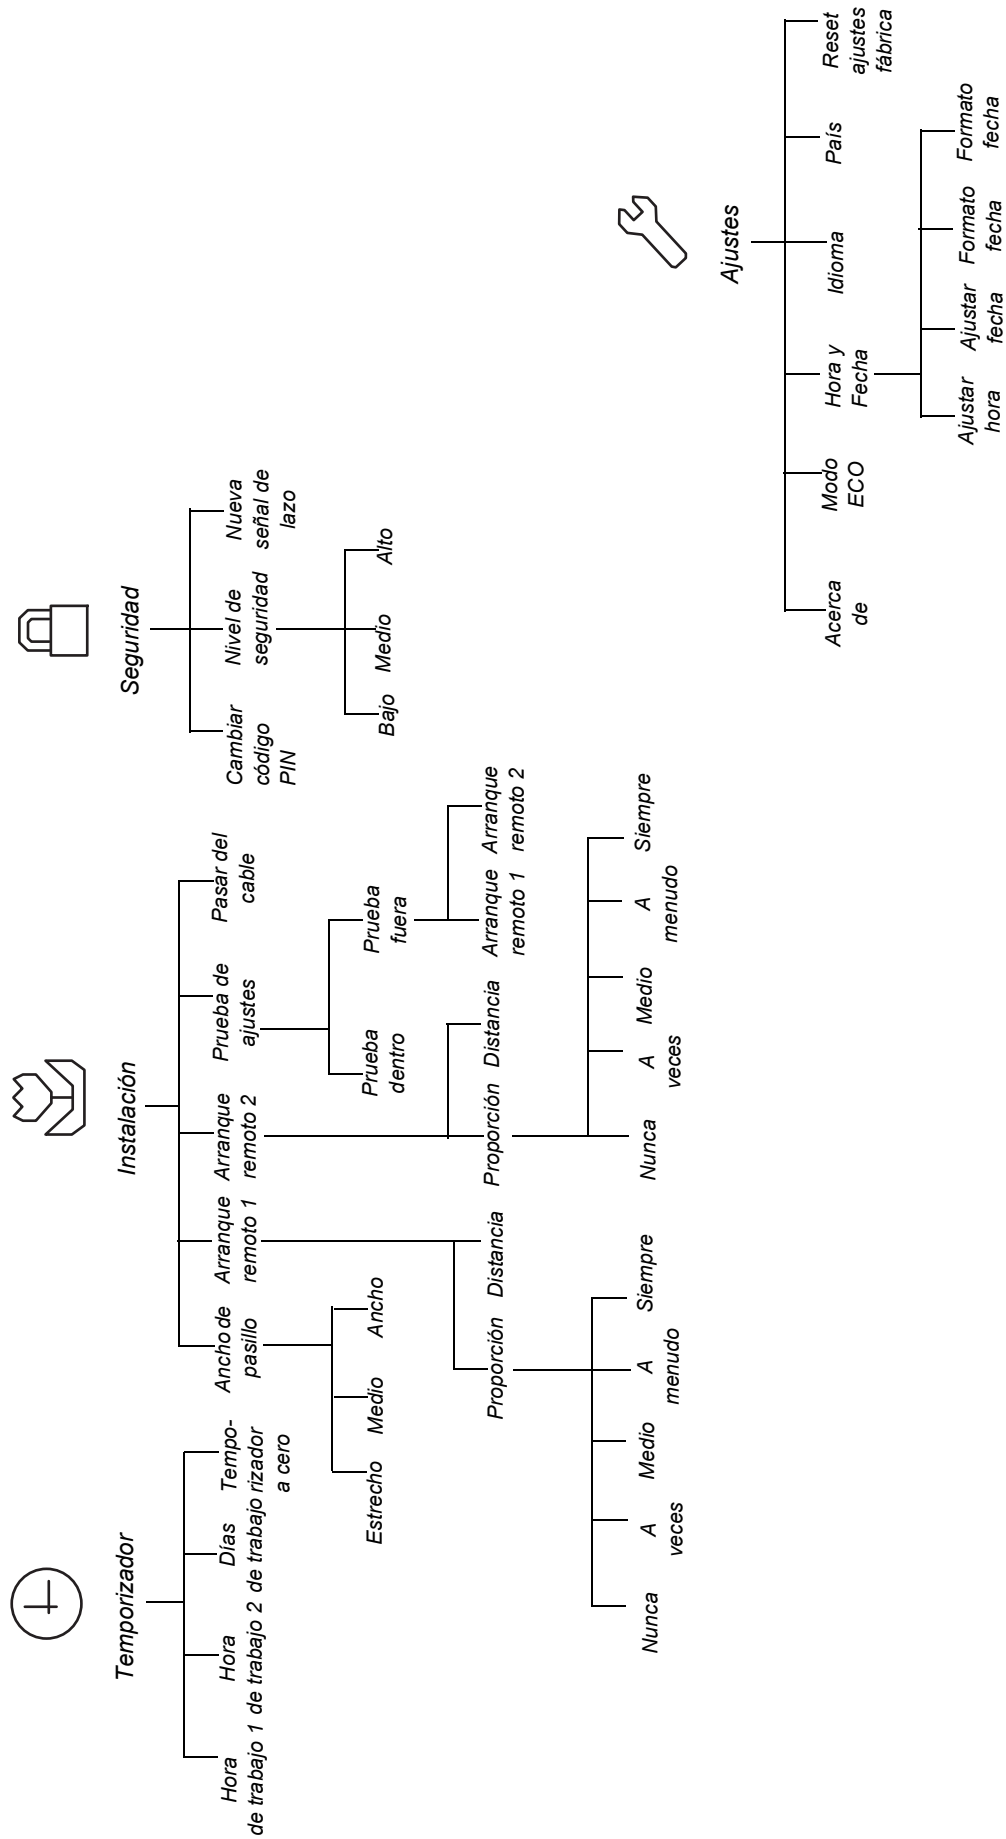 Temporizador
Hora
de trabajo 1
Hora
de trabajo 2
Días
de trabajo
Tempo-
rizador
a cero
Instalación
Ancho de
pasillo
Estrecho
Medio
Ancho
Arranque
remoto 1
Proporción
Distancia
Nunca
A
veces
Medio
A
menudo
Siempre
Arranque
remoto 2
Proporción
Distancia
Nunca
A
veces
Medio
A
menudo
Siempre
Prueba de
ajustes
Prueba
dentro
Prueba
fuera
Arranque
remoto 1
Arranque
remoto 2
Pasar del
cable
Seguridad
Cambiar
código
PIN
Nivel de
seguridad
Bajo
Medio
Alto
Nueva
señal de
lazo
Ajustes
Acerca
de
Modo
ECO
Hora y
Fecha
Ajustar
hora
Ajustar
fecha
Formato
fecha
Formato
fecha
Idioma
País
Reset
ajustes
fábrica